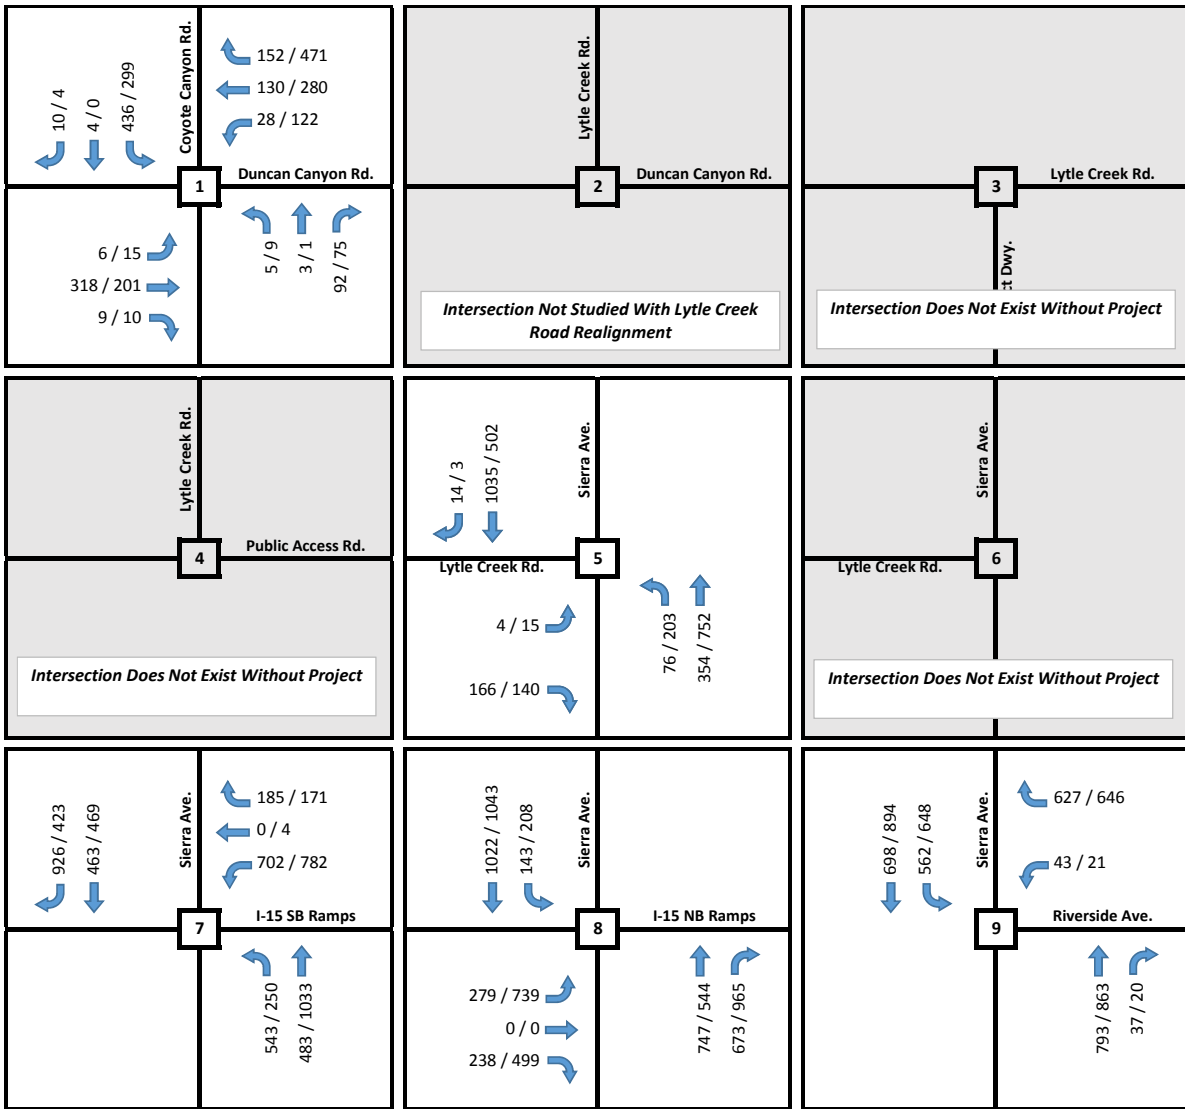 Coyote Canyon Rd.
10 / 4
4 / 0
436 / 299
152 / 471
130 / 280
28 / 122
1
Duncan Canyon Rd.
6 / 15
318 / 201
9 / 10
5 / 9
3 / 1
92 / 75
Lytle Creek Rd.
2
Duncan Canyon Rd.
Intersection Not Studied With Lytle Creek
Road Realignment
3
Lytle Creek Rd.
Dwy.
Intersection Does Not Exist Without Project
Lytle Creek Rd.
4
Public Access Rd.
Intersection Does Not Exist Without Project
Sierra Ave.
14 / 3
1035 / 502
5
Lytle Creek Rd.
4 / 15
166 / 140
76 / 203
354 / 752
Sierra Ave.
6
Lytle Creek Rd.
Intersection Does Not Exist Without Project
Sierra Ave.
926 / 423
463 / 469
185 / 171
0 / 4
702 / 782
7
I-15 SB Ramps
543 / 250
483 / 1033
Sierra Ave.
1022 / 1043
143 / 208
8
I-15 NB Ramps
279 / 739
0 / 0
238 / 499
747 / 544
673 / 965
Sierra Ave.
698 / 894
562 / 648
627 / 646
43 / 21
9
Riverside Ave.
793 / 863
37 / 20